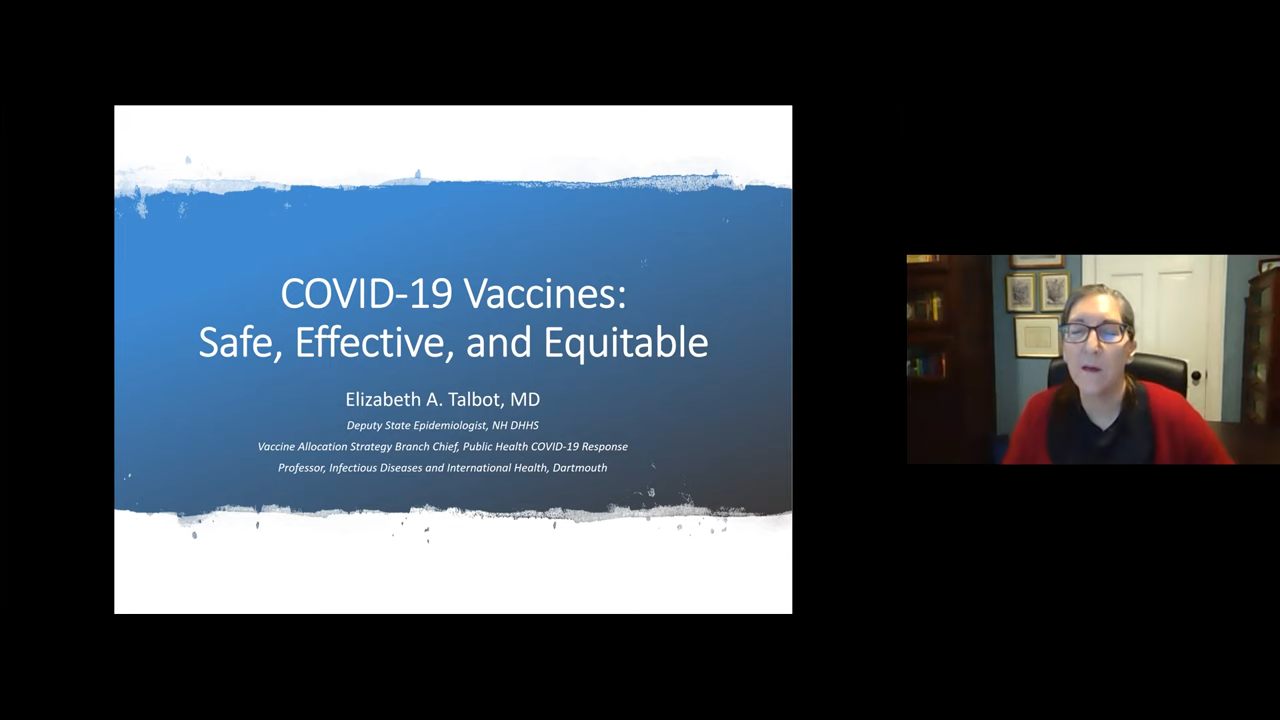 COVID-19 Vaccines:
Safe, Effective, and Equitable
Elizabeth A. Talbot, MD
Deputy State Epidemiologist, NH DHHS
Vaccine Allocation Strategy Branch Chief, Public Health COVID-19 Response
Professor, Infectious Diseases and International Health, Dartmouth